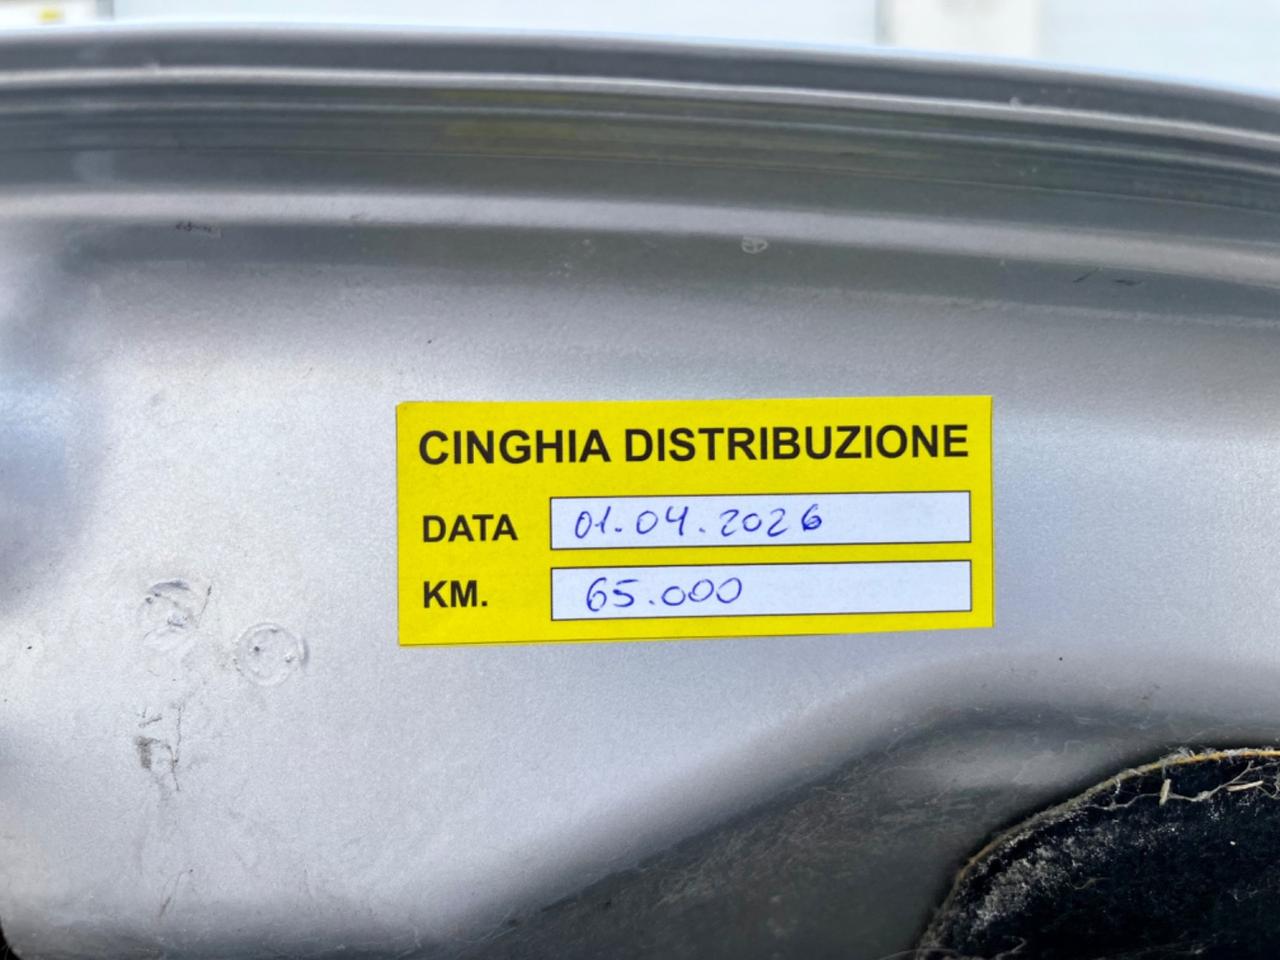 CINGHIA DISTRIBUZIONE
DATA 01.04.2026
KM. 65.000